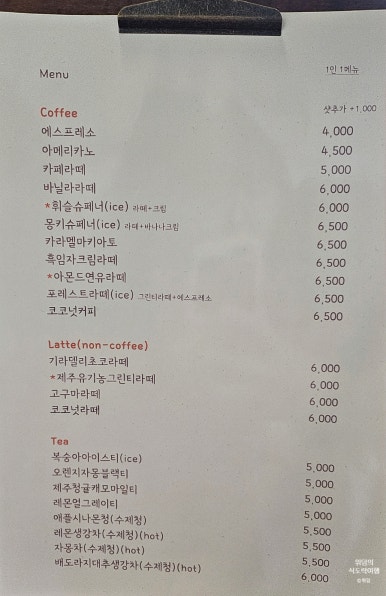 Menu
1인 1메뉴
Coffee
샷추가 +1,000
에스프레소 4,000
아메리카노 4,500
카페라떼 5,000
바닐라라떼 6,000
*휘슬슈페너(ice) 라떼+크림 6,000
몽키슈페너(ice) 라떼+바나나크림 6,500
카라멜마키아토 6,500
흑임자크림라떼 6,500
*아몬드연유라떼 6,500
포레스트라떼(ice) 그린티라떼+에스프레소 6,500
코코넛커피 6,500
Latte(non-coffee)
기라델리초코라떼 6,000
*제주유기농그린티라떼 6,000
고구마라떼 6,000
코코넛라떼 6,000
Tea
복숭아아이스티(ice) 5,000
오렌지자몽블랙티 5,000
제주청귤캐모마일티 5,000
레몬얼그레이티 5,000
애플시나몬청(수제청) 5,500
레몬생강차(수제청)(hot) 5,500
자몽차(수제청)(hot) 5,500
배도라지대추생강차(수제청)(hot) 6,000
식도락여행